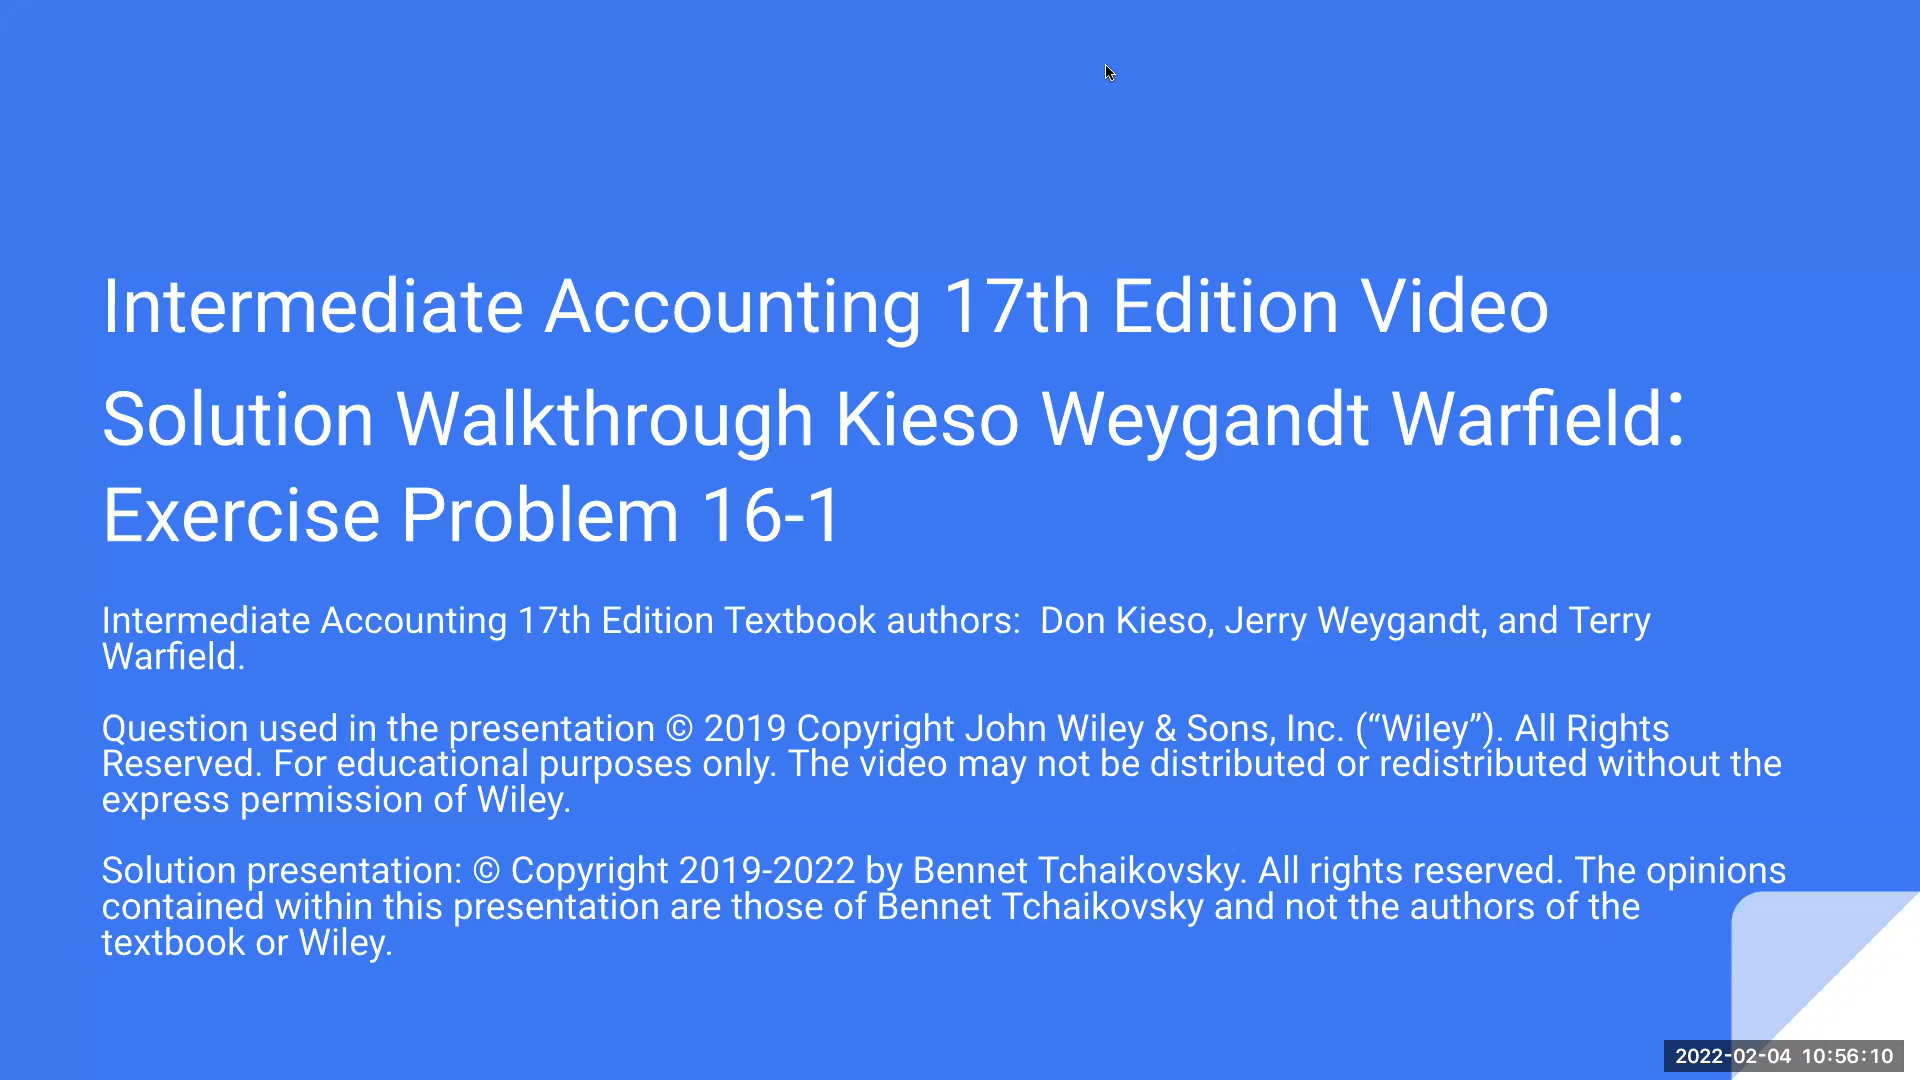 Intermediate Accounting 17th Edition Video
Solution Walkthrough Kieso Weygandt Warfield:
Exercise Problem 16-1
Intermediate Accounting 17th Edition Textbook authors:  Don Kieso, Jerry Weygandt, and Terry
Warfield.
Question used in the presentation © 2019 Copyright John Wiley & Sons, Inc. (“Wiley”). All Rights
Reserved. For educational purposes only. The video may not be distributed or redistributed without the
express permission of Wiley.
Solution presentation: © Copyright 2019-2022 by Bennet Tchaikovsky. All rights reserved. The opinions
contained within this presentation are those of Bennet Tchaikovsky and not the authors of the
textbook or Wiley.
2022-02-04 10:56:10